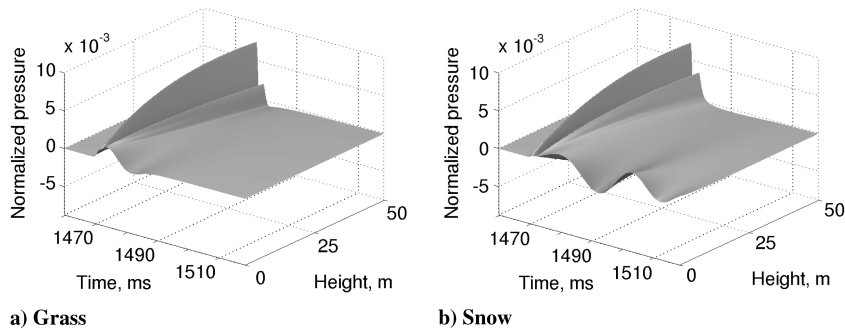 x 10⁻³
10
5
0
-5
Normalized pressure
1470
1490
1510
Time, ms
0
25
50
Height, m
a) Grass
x 10⁻³
10
5
0
-5
Normalized pressure
1470
1490
1510
Time, ms
0
25
50
Height, m
b) Snow